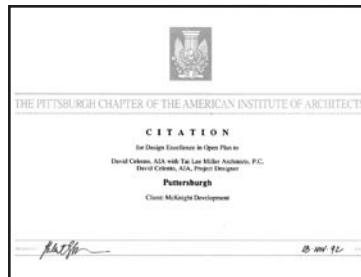 THE PITTSBURGH CHAPTER OF THE AMERICAN INSTITUTE OF ARCHITECTS
CITATION
for Design Excellence in Open Plan to
David Celento, AIA with Tai Lee Miller Architects, P.C.
David Celento, AIA, Project Designer
Puttersburgh
Client: McKnight Development